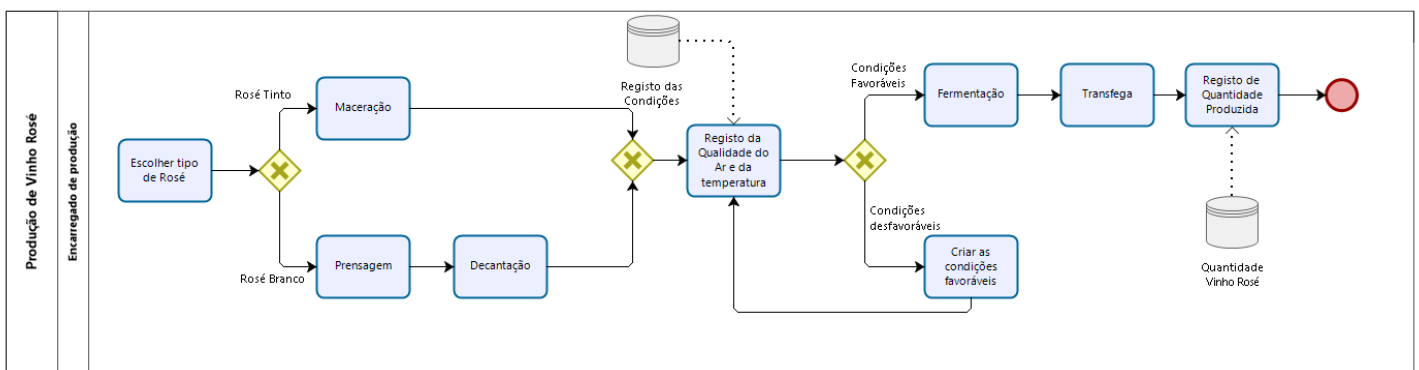 Produção de Vinho Rosé
Encarregado de produção
Escolher tipo
de Rosé
Rosé Tinto
Maceração
Rosé Branco
Prensagem
Decantação
Registo das
Condições
Registo da
Qualidade do
Ar e da
temperatura
Condições
Favoráveis
Fermentação
Transfega
Registo de
Quantidade
Produzida
Condições
desfavoráveis
Criar as
condições
favoráveis
Quantidade
Vinho Rosé